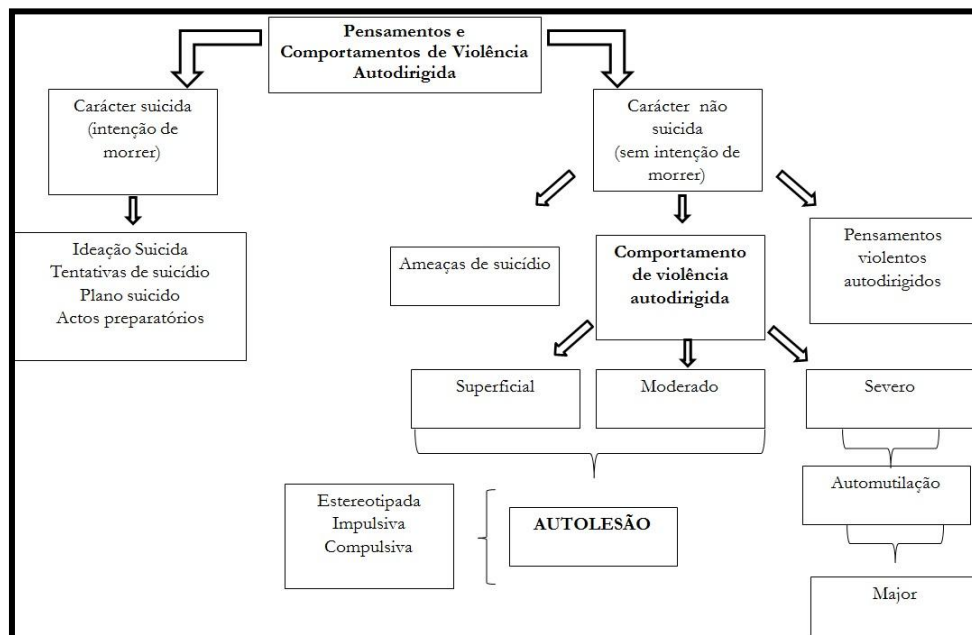 Pensamentos e
Comportamentos de Violência
Autodirigida
Carácter suicida
(intenção de
morrer)
Carácter não
suicida
(sem intenção de
morrer)
Ideação Suicida
Tentativas de suicídio
Plano suicido
Actos preparatórios
Ameaças de suicídio
Comportamento
de violência
autodirigida
Pensamentos
violentos
autodirigidos
Superficial
Moderado
Severo
Estereotipada
Impulsiva
Compulsiva
AUTOLESÃO
Automutilação
Major